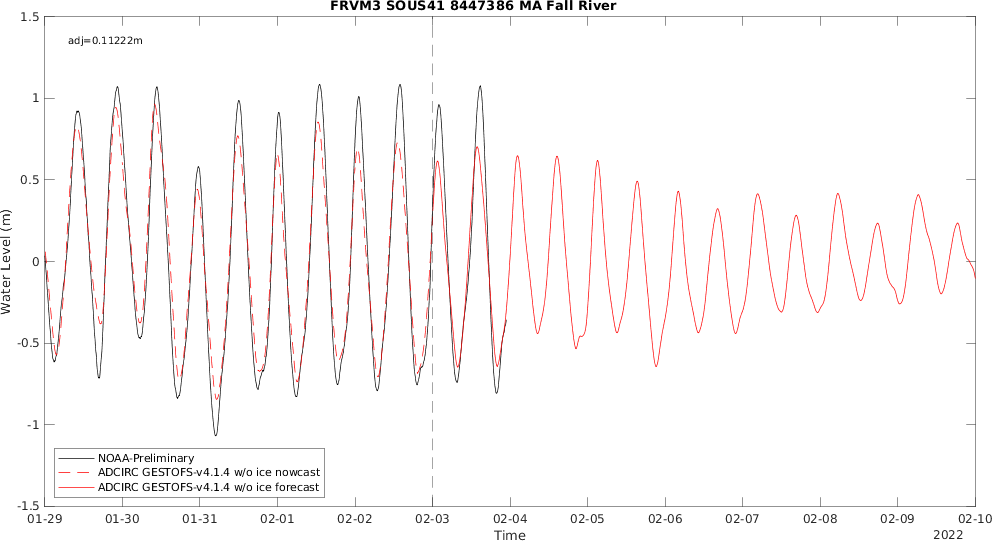 FRVM3 SOUS41 8447386 MA Fall River
adj=0.11222m
1.5
1
0.5
0
-0.5
-1
-1.5
Water Level (m)
NOAA-Preliminary
ADCIRC GESTOFS-v4.1.4 w/o ice nowcast
ADCIRC GESTOFS-v4.1.4 w/o ice forecast
01-29 01-30 01-31 02-01 02-02 02-03 02-04 02-05 02-06 02-07 02-08 02-09 02-10
Time
2022